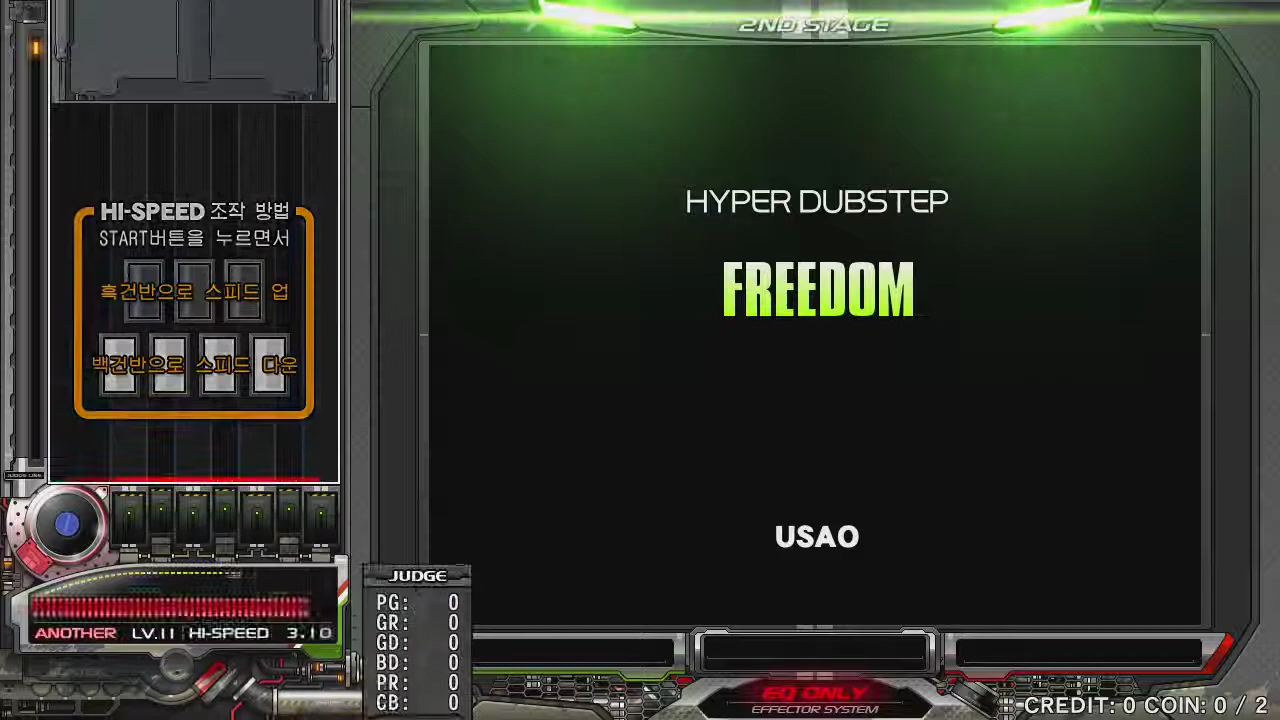 2ND STAGE
HYPER DUBSTEP
FREEDOM
USAO
HI-SPEED 조작 방법
START버튼을 누르면서
흑건반으로 스피드 업
백건반으로 스피드 다운
JUDGE LINE
ANOTHER LV.11 HI-SPEED 3.10
JUDGE
PG: 0
GR: 0
GD: 0
BD: 0
PR: 0
CB: 0
EQ ONLY
EFFECTOR SYSTEM
CREDIT: 0 COIN: 0 / 2